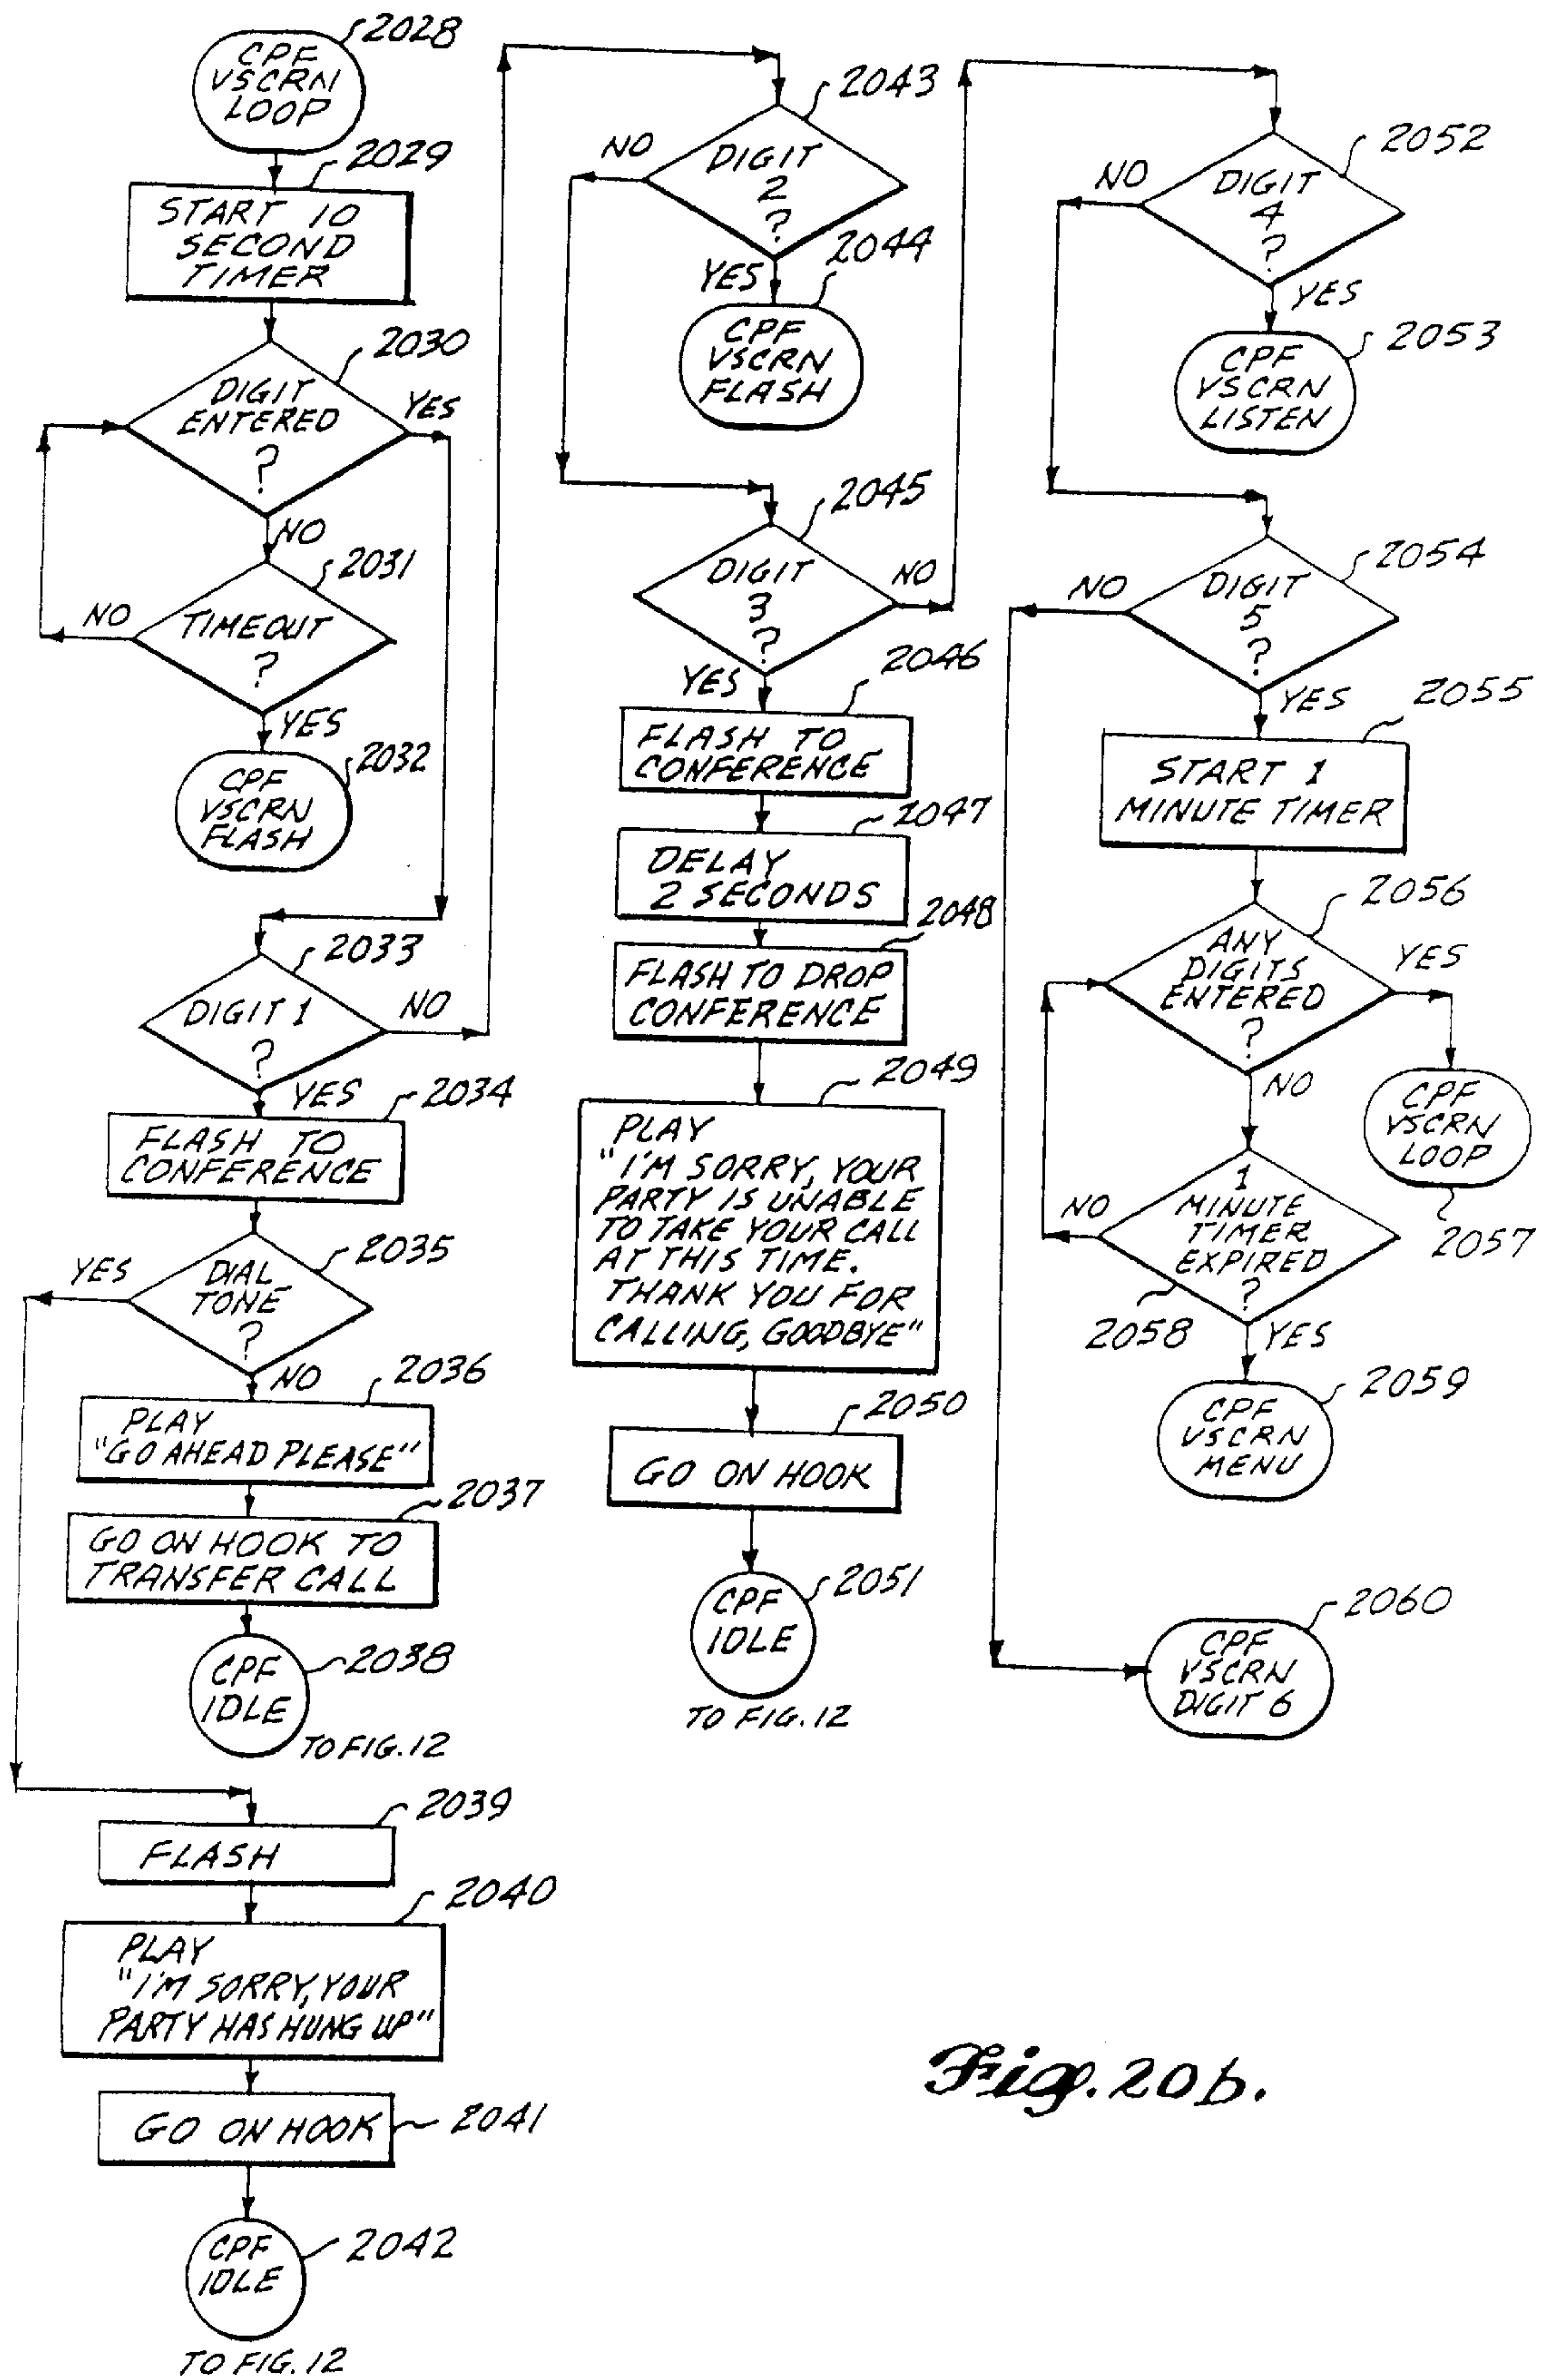 2028
CPF
VSCRN
LOOP
2029
START 10
SECOND
TIMER
2030
DIGIT
ENTERED
?
YES
NO
2031
TIMEOUT
?
NO
YES
2032
CPF
VSCRN
FLASH
2033
DIGIT 1
?
NO
YES
2034
FLASH TO
CONFERENCE
2035
DIAL
TONE
?
YES
NO
2036
PLAY
"GO AHEAD PLEASE"
2037
GO ON HOOK TO
TRANSFER CALL
2038
CPF
IDLE
TO FIG. 12
2039
FLASH
2040
PLAY
"I'M SORRY, YOUR
PARTY HAS HUNG UP"
2041
GO ON HOOK
2042
CPF
IDLE
TO FIG. 12
2043
DIGIT
2
?
NO
YES
2044
CPF
VSCRN
FLASH
2045
DIGIT
3
?
NO
YES
2046
FLASH TO
CONFERENCE
2047
DELAY
2 SECONDS
2048
FLASH TO DROP
CONFERENCE
2049
PLAY
"I'M SORRY, YOUR
PARTY IS UNABLE
TO TAKE YOUR CALL
AT THIS TIME.
THANK YOU FOR
CALLING, GOODBYE"
2050
GO ON HOOK
2051
CPF
IDLE
TO FIG. 12
2052
DIGIT
4
?
NO
YES
2053
CPF
VSCRN
LISTEN
2054
DIGIT
5
?
NO
YES
2055
START 1
MINUTE TIMER
2056
ANY
DIGITS
ENTERED
?
YES
NO
CPF
VSCRN
LOOP
2057
1
MINUTE
TIMER
EXPIRED
?
NO
2058
YES
2059
CPF
VSCRN
MENU
2060
CPF
VSCRN
DIGIT 6
Fig. 20b.